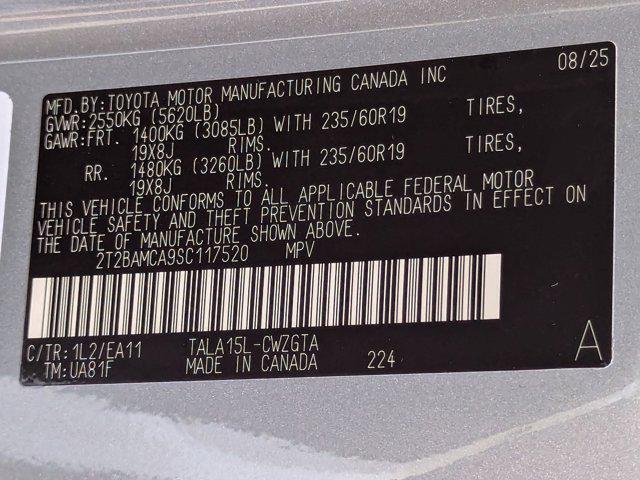 08/25
MFD.BY:TOYOTA MOTOR MANUFACTURING CANADA INC
GVWR:2550KG (5620LB)
GAWR:FRT. 1400KG (3085LB) WITH 235/60R19 TIRES,
19X8J RIMS.
RR. 1480KG (3260LB) WITH 235/60R19 TIRES,
19X8J RIMS.
THIS VEHICLE CONFORMS TO ALL APPLICABLE FEDERAL MOTOR
VEHICLE SAFETY AND THEFT PREVENTION STANDARDS IN EFFECT ON
THE DATE OF MANUFACTURE SHOWN ABOVE.
2T2BAMCA9SC117520 MPV
C/TR:1L2/EA11 TALA15L-CWZGTA A
TM:UA81F MADE IN CANADA 224